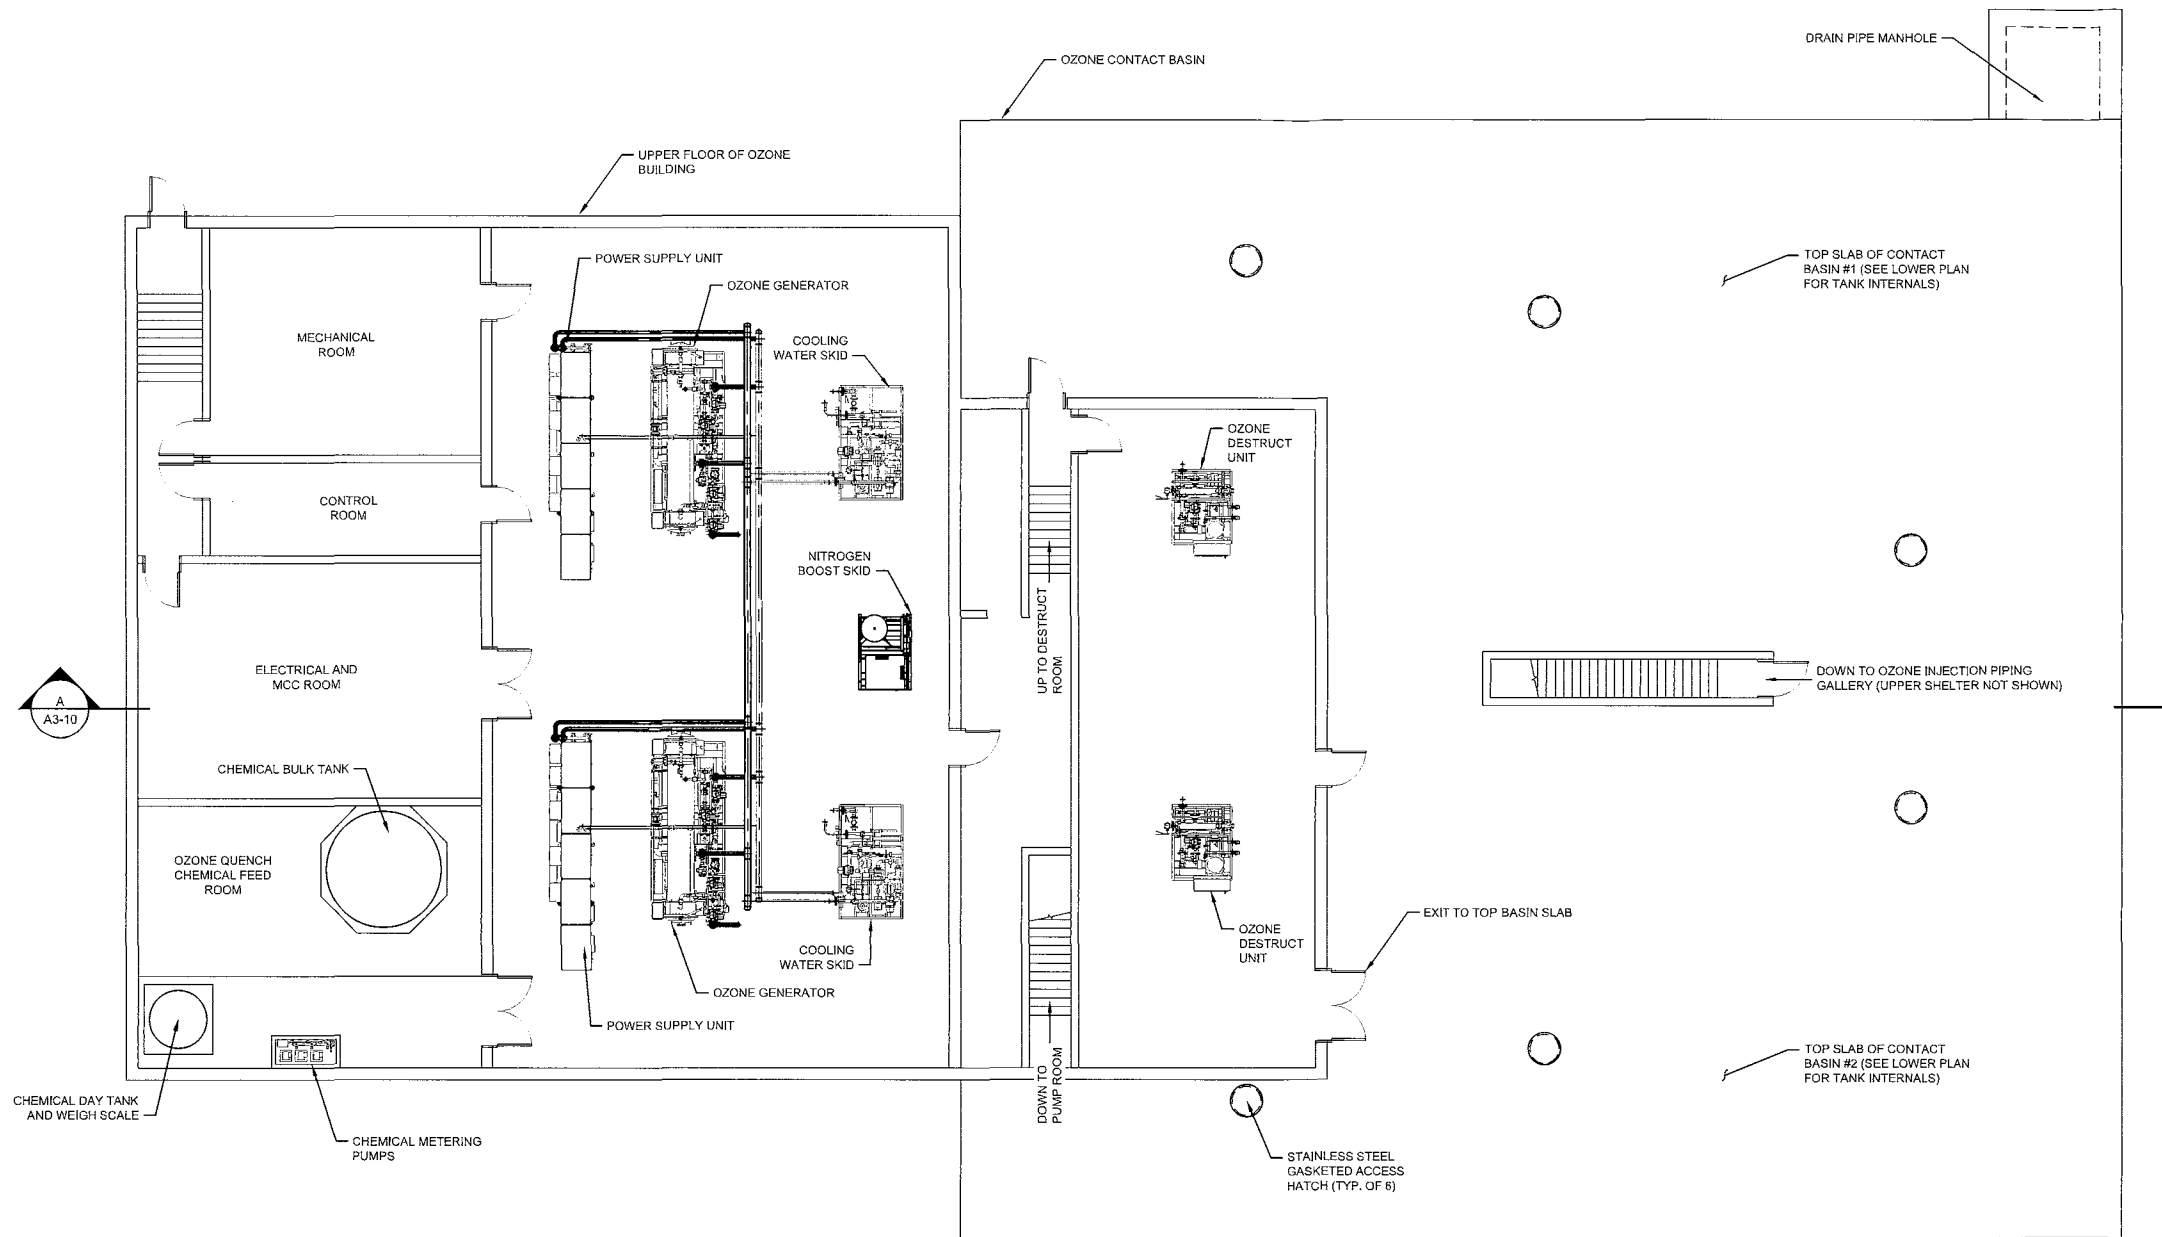 DRAIN PIPE MANHOLE
OZONE CONTACT BASIN
UPPER FLOOR OF OZONE
BUILDING
POWER SUPPLY UNIT
OZONE GENERATOR
TOP SLAB OF CONTACT
BASIN #1 (SEE LOWER PLAN
FOR TANK INTERNALS)
MECHANICAL
ROOM
COOLING
WATER SKID
OZONE
DESTRUCT
UNIT
CONTROL
ROOM
NITROGEN
BOOST SKID
UP TO DESTRUCT
ROOM
ELECTRICAL AND
MCC ROOM
DOWN TO OZONE INJECTION PIPING
GALLERY (UPPER SHELTER NOT SHOWN)
A
A3-10
CHEMICAL BULK TANK
OZONE QUENCH
CHEMICAL FEED
ROOM
EXIT TO TOP BASIN SLAB
OZONE
DESTRUCT
UNIT
COOLING
WATER SKID
OZONE GENERATOR
POWER SUPPLY UNIT
DOWN TO
PUMP ROOM
TOP SLAB OF CONTACT
BASIN #2 (SEE LOWER PLAN
FOR TANK INTERNALS)
CHEMICAL DAY TANK
AND WEIGH SCALE
CHEMICAL METERING
PUMPS
STAINLESS STEEL
GASKETED ACCESS
HATCH (TYP. OF 6)